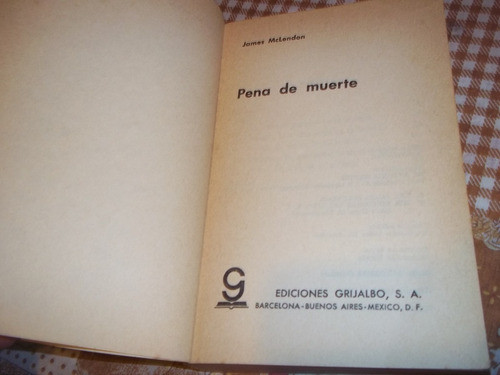 James McLendon
Pena de muerte
G
EDICIONES GRIJALBO, S. A.
BARCELONA-BUENOS AIRES-MEXICO, D. F.